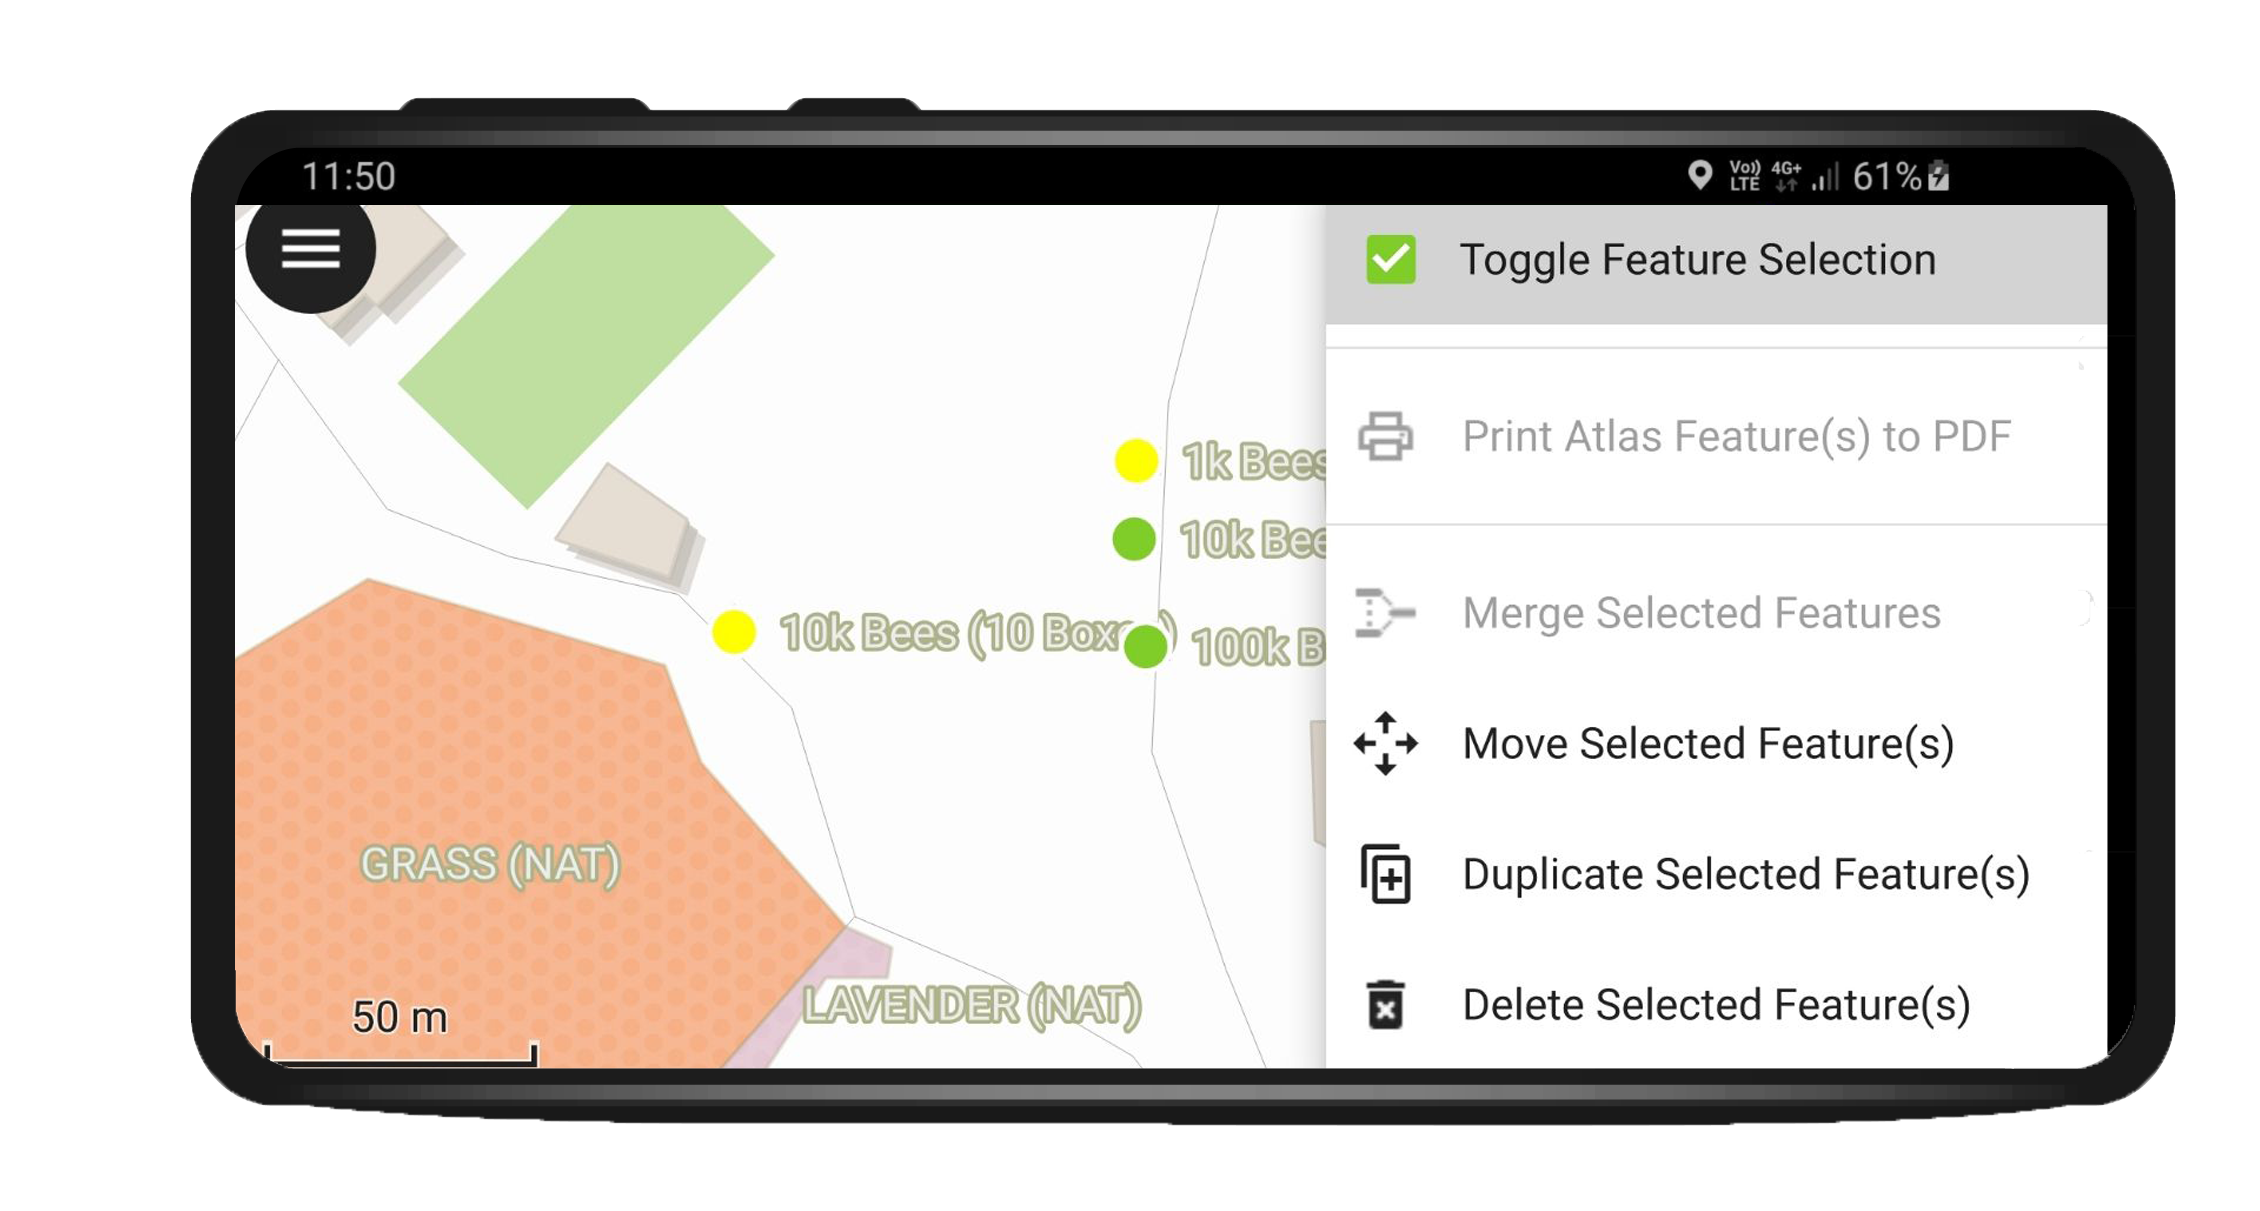 11:50
Vo)) LTE 4G+ 61%
Toggle Feature Selection
Print Atlas Feature(s) to PDF
1k Bees
10k Bee
Merge Selected Features
10k Bees (10 Box
100k B
Move Selected Feature(s)
GRASS (NAT)
Duplicate Selected Feature(s)
LAVENDER (NAT)
50 m
Delete Selected Feature(s)